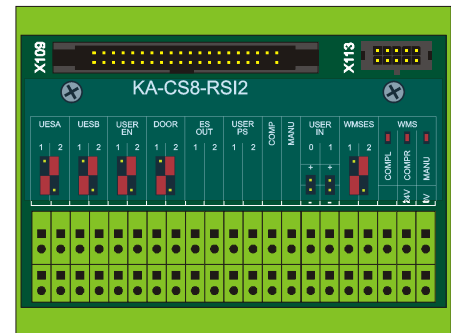 X109
X113
KA-CS8-RSI2
UESA UESB USER EN DOOR ES OUT USER PS COMP MANU USER IN WMSES WMS
1 2 1 2 1 2 1 2 1 2 1 2 0 1 1 2
+ +
- -
COMPL COMPR MANU
24V 0V